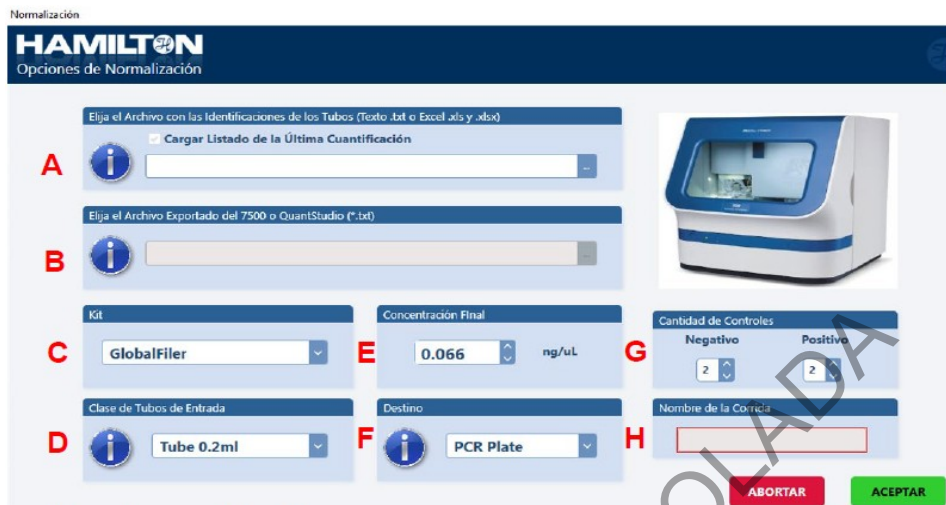 Normalización
HAMILTON
Opciones de Normalización
Elija el Archivo con las Identificaciones de los Tubos (Texto .txt o Excel .xls y .xlsx)
Cargar Listado de la Última Cuantificación
A
...
Elija el Archivo Exportado del 7500 o QuantStudio (*.txt)
B
...
Kit
Concentración FInal
Cantidad de Controles
Negativo Positivo
C GlobalFiler E 0.066 ng/uL G 2 2
Clase de Tubos de Entrada
Destino
Nombre de la Corrida
D Tube 0.2ml F PCR Plate H
ABORTAR ACEPTAR
OLADA